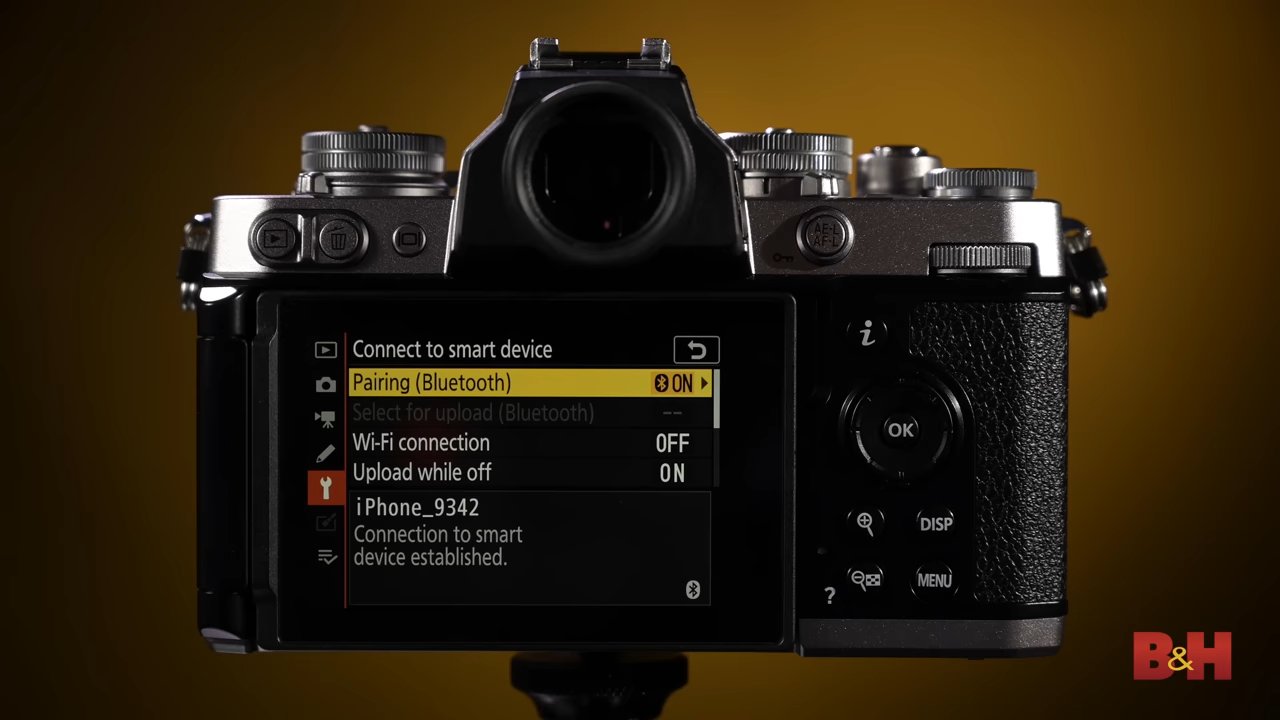 AE-L
AF-L
Connect to smart device
Pairing (Bluetooth) ON
Select for upload (Bluetooth) --
Wi-Fi connection OFF
Upload while off ON
iPhone_9342
Connection to smart
device established.
i
OK
DISP
? MENU
B&H